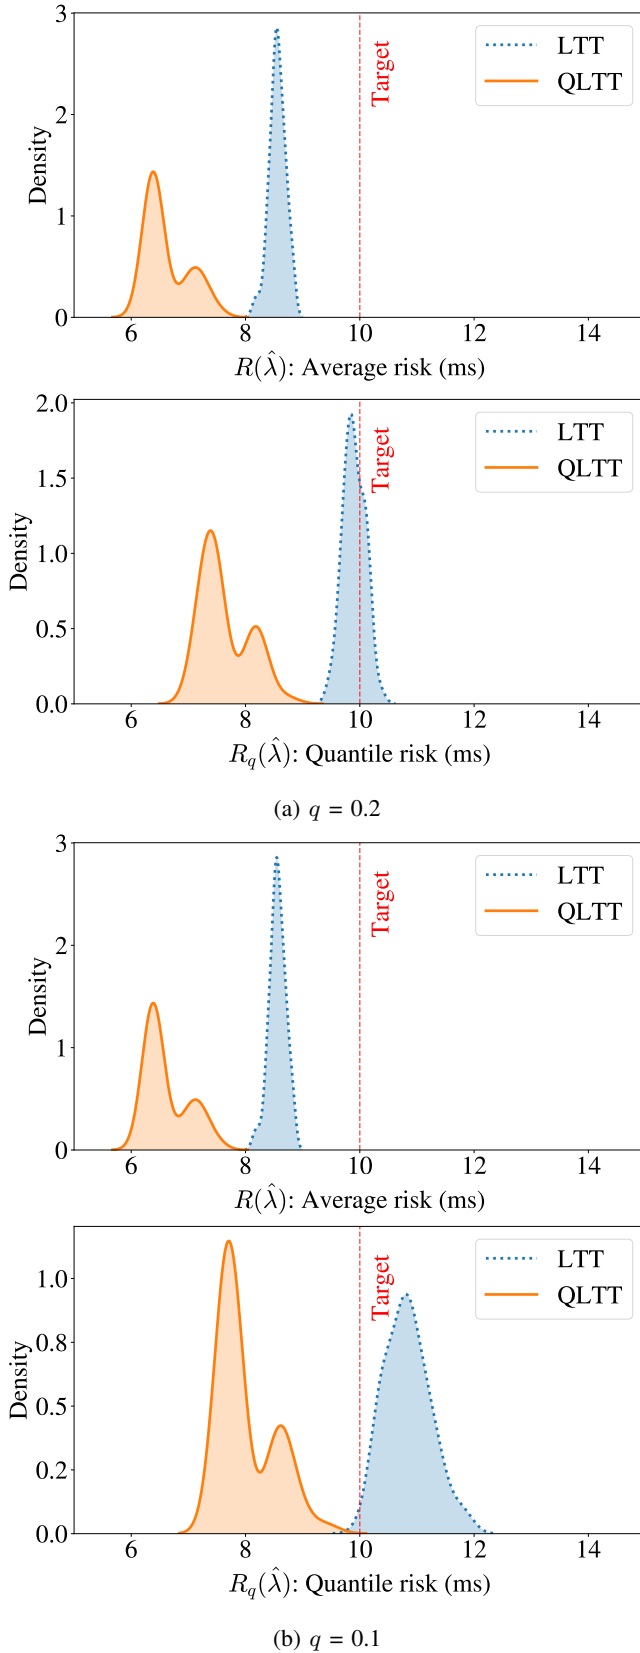 3
2
1
0
Density
LTT
QLTT
Target
6 8 10 12 14
R(λ̂): Average risk (ms)
2.0
1.5
1.0
0.5
0.0
Density
LTT
QLTT
Target
6 8 10 12 14
R_q(λ̂): Quantile risk (ms)
(a) q = 0.2
3
2
1
0
Density
LTT
QLTT
Target
6 8 10 12 14
R(λ̂): Average risk (ms)
1.0
0.8
0.5
0.2
0.0
Density
LTT
QLTT
Target
6 8 10 12 14
R_q(λ̂): Quantile risk (ms)
(b) q = 0.1